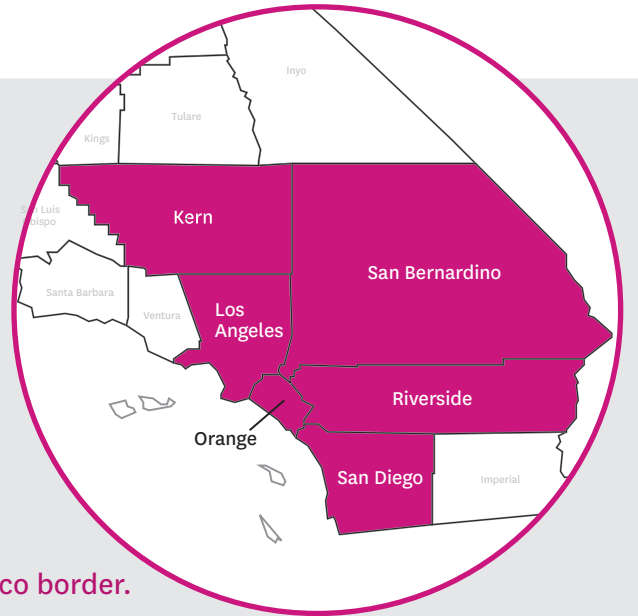 Inyo
Tulare
Kings
Kern
San Luis
Obispo
San Bernardino
Santa Barbara
Ventura
Los
Angeles
Riverside
Orange
San Diego
Imperial
co border.